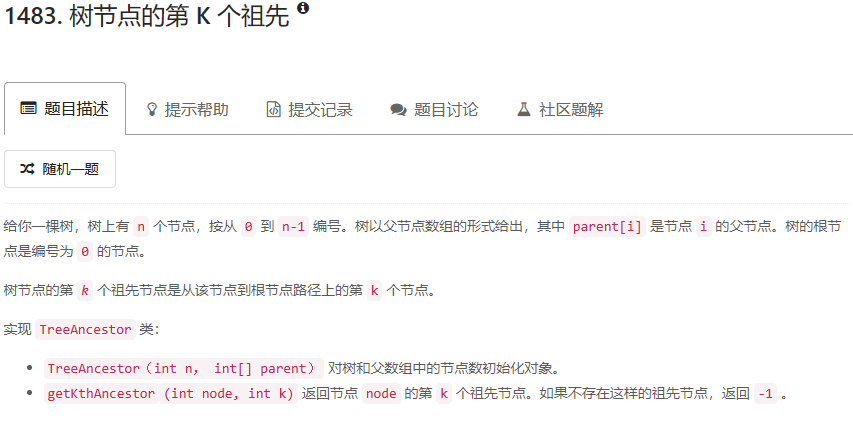 1483. 树节点的第 K 个祖先
题目描述 提示帮助 提交记录 题目讨论 社区题解
随机一题
给你一棵树，树上有 n 个节点，按从 0 到 n-1 编号。树以父节点数组的形式给出，其中 parent[i] 是节点 i 的父节点。树的根节
点是编号为 0 的节点。
树节点的第 k 个祖先节点是从该节点到根节点路径上的第 k 个节点。
实现 TreeAncestor 类：
TreeAncestor（int n， int[] parent） 对树和父数组中的节点数初始化对象。
getKthAncestor (int node, int k) 返回节点 node 的第 k 个祖先节点。如果不存在这样的祖先节点，返回 -1 。